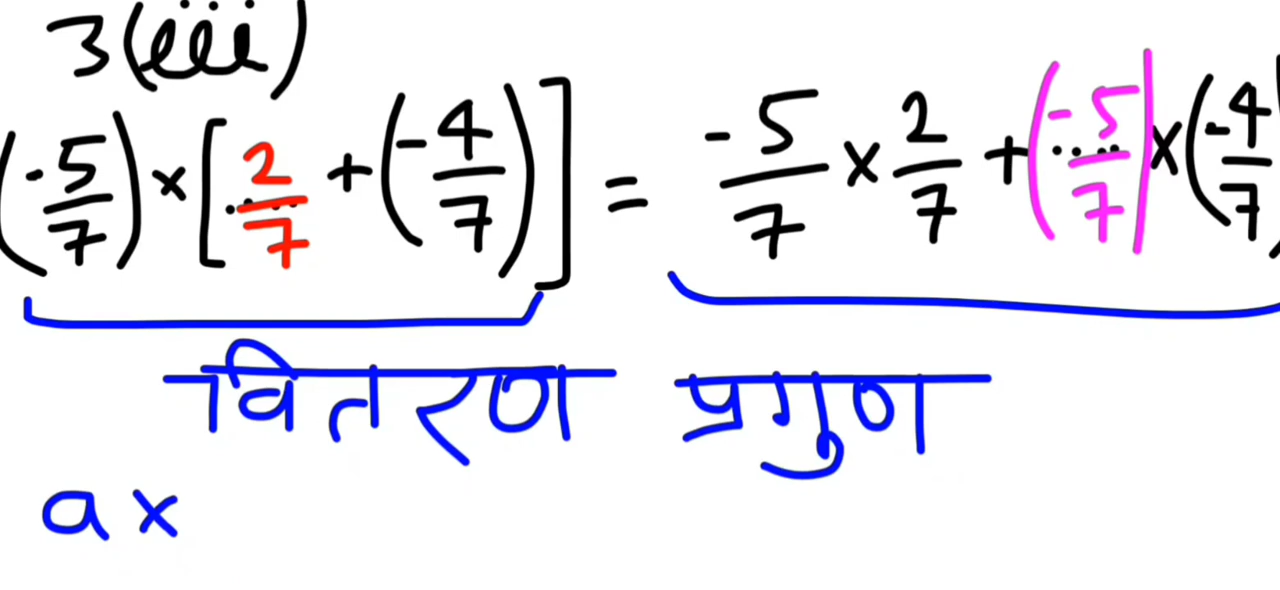 3(iii)
(-5/7) × [2/7 + (-4/7)] = -5/7 × 2/7 + (-5/7) × (-4/7)
वितरण प्रगुण
a ×